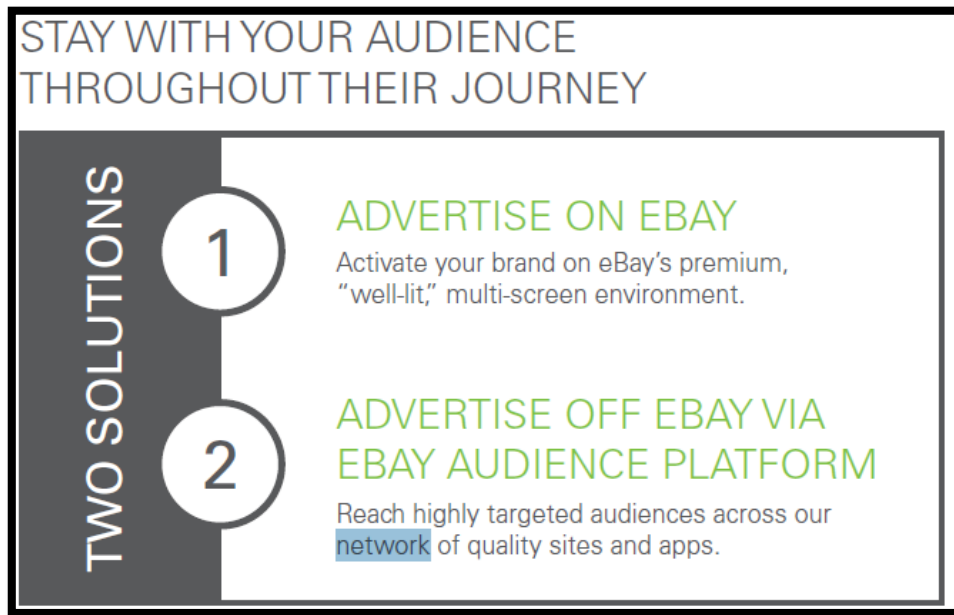 STAY WITH YOUR AUDIENCE
THROUGHOUT THEIR JOURNEY
TWO SOLUTIONS
1
ADVERTISE ON EBAY
Activate your brand on eBay's premium,
“well-lit,” multi-screen environment.
2
ADVERTISE OFF EBAY VIA
EBAY AUDIENCE PLATFORM
Reach highly targeted audiences across our
network of quality sites and apps.